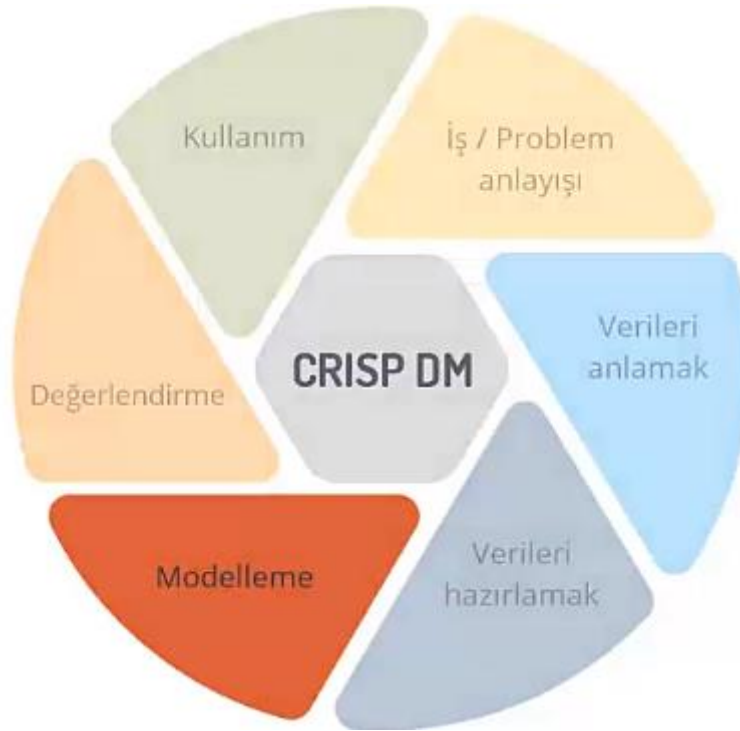 Kullanım
İş / Problem
anlayışı
Verileri
anlamak
CRISP DM
Değerlendirme
Verileri
hazırlamak
Modelleme